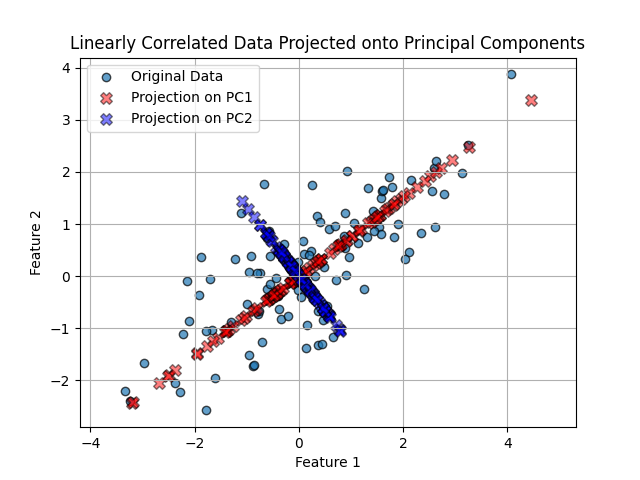 Linearly Correlated Data Projected onto Principal Components
Original Data
Projection on PC1
Projection on PC2
4
3
2
1
0
−1
−2
Feature 2
−4
−2
0
2
4
Feature 1